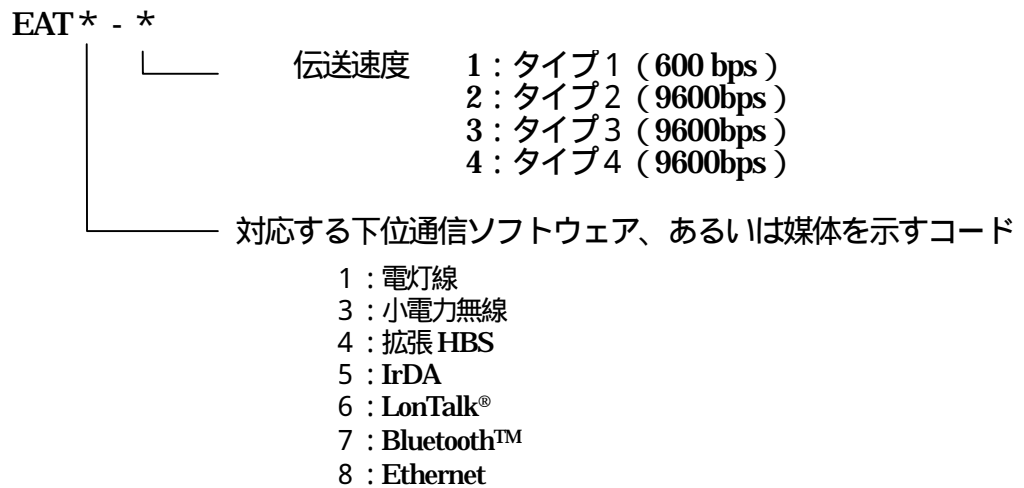 EAT＊-＊
伝送速度 1：タイプ1（600 bps）
2：タイプ2（9600bps）
3：タイプ3（9600bps）
4：タイプ4（9600bps）
対応する下位通信ソフトウェア、あるいは媒体を示すコード
1：電灯線
3：小電力無線
4：拡張HBS
5：IrDA
6：LonTalk®
7：Bluetooth™
8：Ethernet